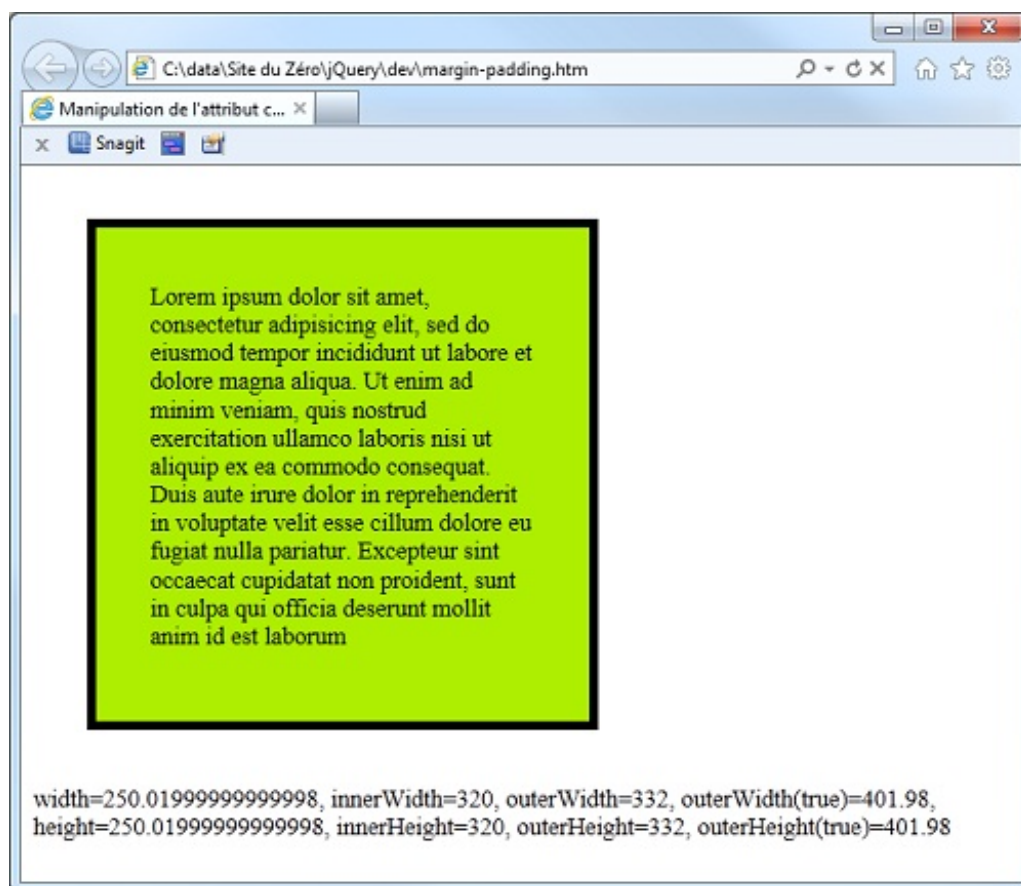 C:\data\Site du Zéro\jQuery\dev\margin-padding.htm
Manipulation de l'attribut c...
x Snagit
Lorem ipsum dolor sit amet,
consectetur adipisicing elit, sed do
eiusmod tempor incididunt ut labore et
dolore magna aliqua. Ut enim ad
minim veniam, quis nostrud
exercitation ullamco laboris nisi ut
aliquip ex ea commodo consequat.
Duis aute irure dolor in reprehenderit
in voluptate velit esse cillum dolore eu
fugiat nulla pariatur. Excepteur sint
occaecat cupidatat non proident, sunt
in culpa qui officia deserunt mollit
anim id est laborum
width=250.01999999999998, innerWidth=320, outerWidth=332, outerWidth(true)=401.98,
height=250.01999999999998, innerHeight=320, outerHeight=332, outerHeight(true)=401.98